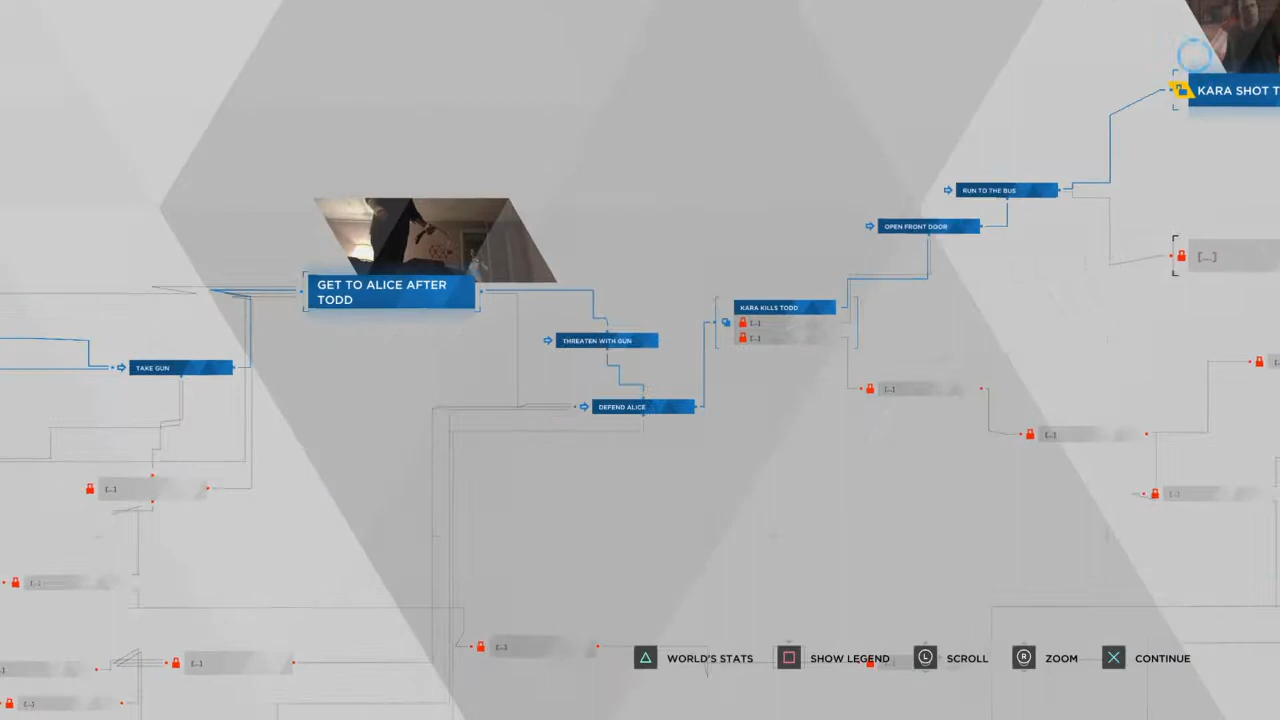 KARA SHOT T
RUN TO THE BUS
OPEN FRONT DOOR
[...]
GET TO ALICE AFTER
TODD
KARA KILLS TODD
[...]
[...]
THREATEN WITH GUN
TAKE GUN
[...]
DEFEND ALICE
[...]
[...]
[...]
[...]
[...]
[...]
WORLD'S STATS
SHOW LEGEND
L
SCROLL
R
ZOOM
CONTINUE